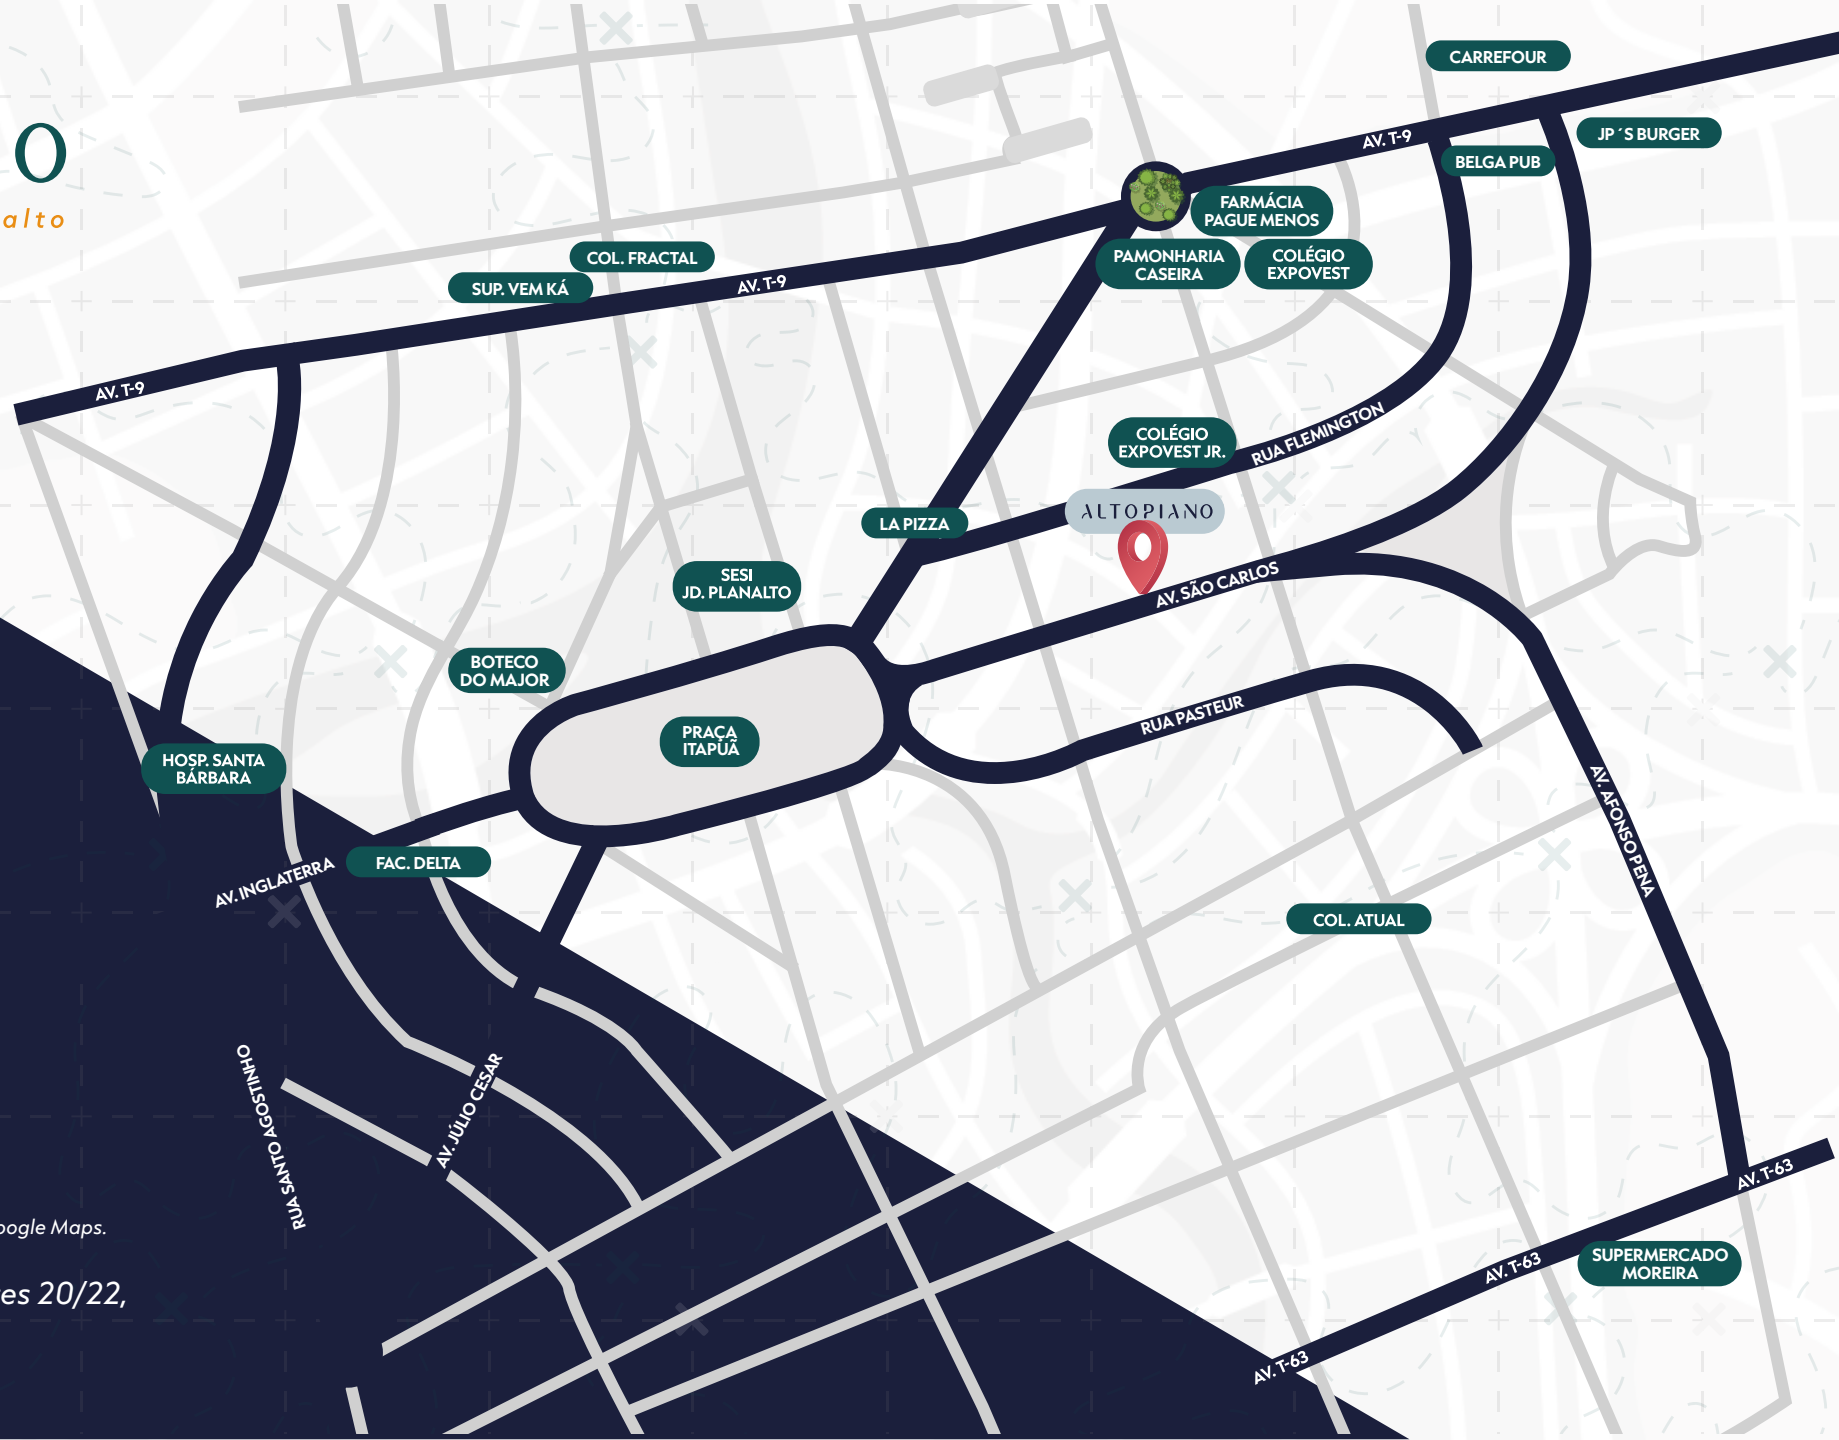 CARREFOUR
JP´S BURGER
AV. T-9
BELGA PUB
O
alto
FARMÁCIA
PAGUE MENOS
PAMONHARIA
CASEIRA
COLÉGIO
EXPOVEST
COL. FRACTAL
SUP. VEM KÁ
AV. T-9
AV. T-9
RUA FLEMINGTON
COLÉGIO
EXPOVEST JR.
ALTOPIANO
LA PIZZA
SESI
JD. PLANALTO
AV. SÃO CARLOS
BOTECO
DO MAJOR
PRAÇA
ITAPUÃ
RUA PASTEUR
HOSP. SANTA
BÁRBARA
AV. AFONSO PENA
FAC. DELTA
AV. INGLATERRA
COL. ATUAL
RUA SANTO AGOSTINHO
AV. JÚLIO CESAR
oogle Maps.
es 20/22,
AV. T-63
SUPERMERCADO
MOREIRA
AV. T-63
AV. T-63